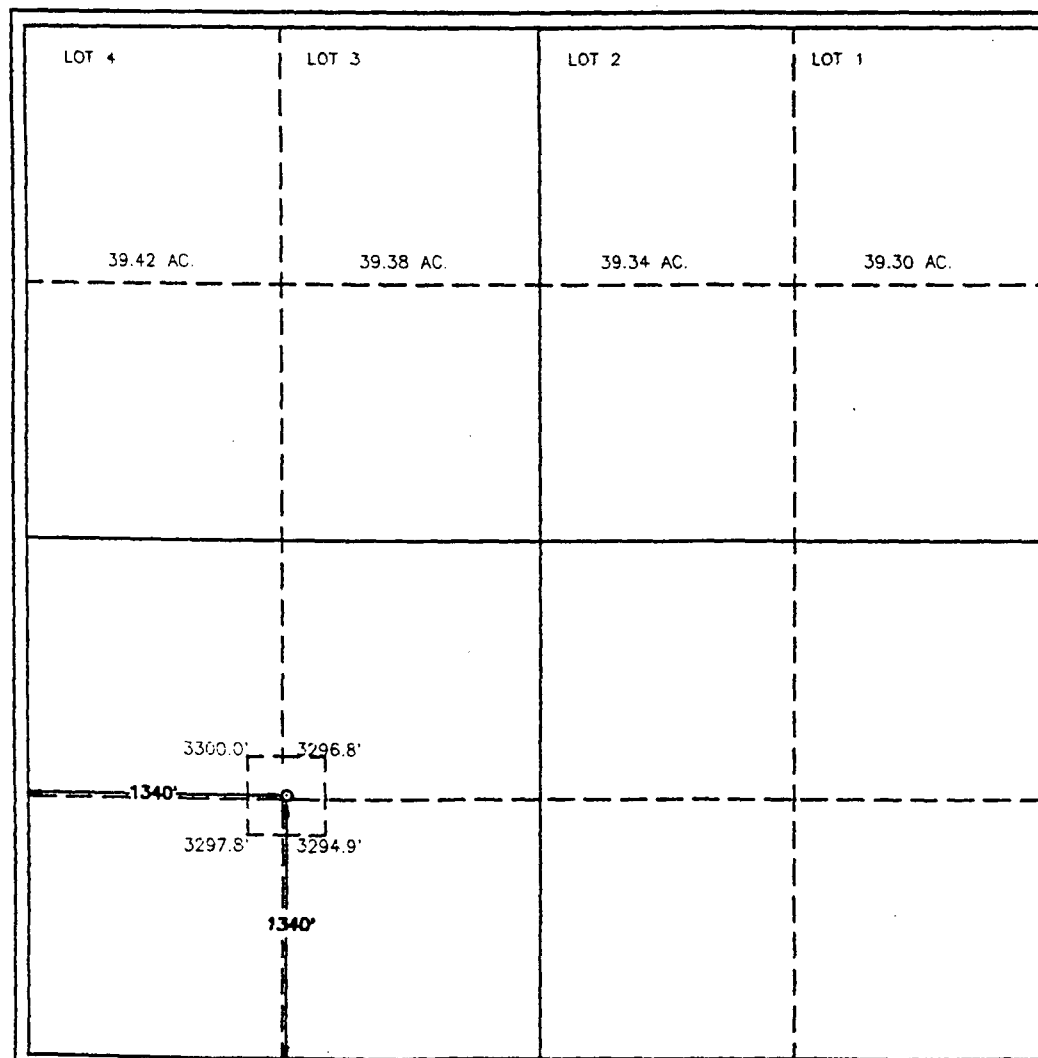 LOT 4 LOT 3 LOT 2 LOT 1
39.42 AC. 39.38 AC. 39.34 AC. 39.30 AC.
3300.0' 3296.8'
1340'
3297.8' 3294.9'
1340'